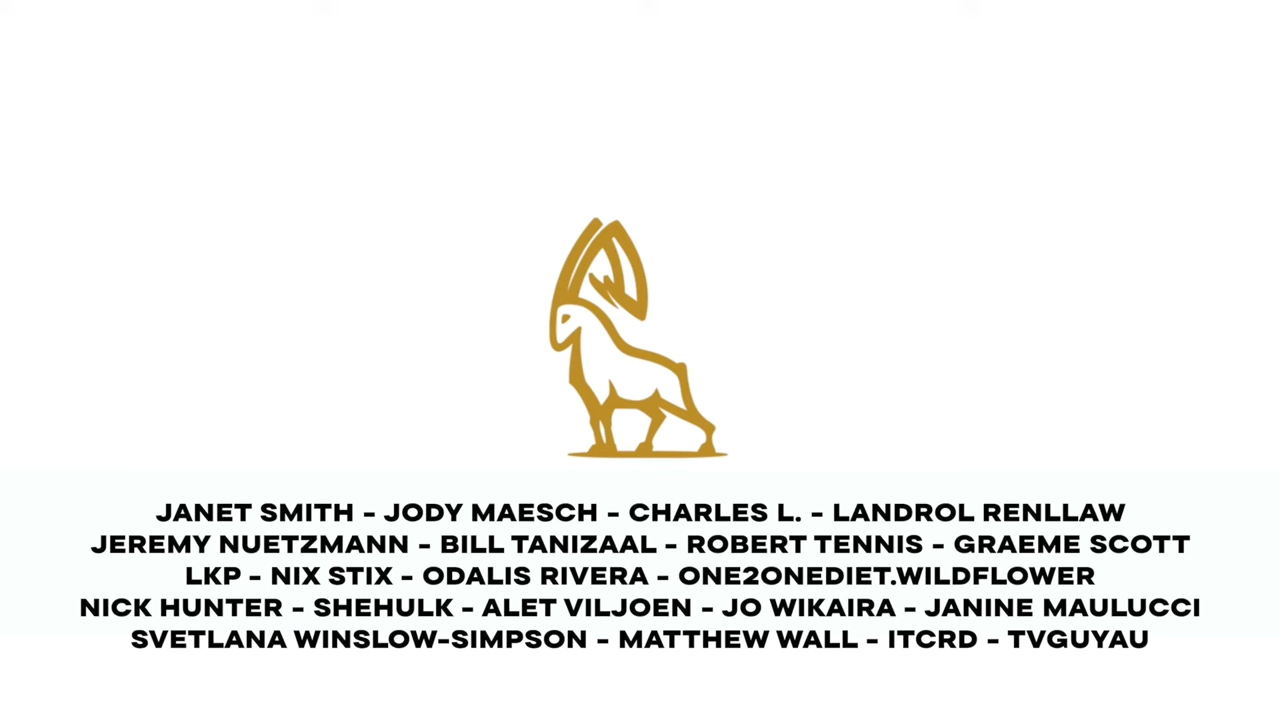 JANET SMITH - JODY MAESCH - CHARLES L. - LANDROL RENLLAW
JEREMY NUETZMANN - BILL TANIZAAL - ROBERT TENNIS - GRAEME SCOTT
LKP - NIX STIX - ODALIS RIVERA - ONE2ONEDIET.WILDFLOWER
NICK HUNTER - SHEHULK - ALET VILJOEN - JO WIKAIRA - JANINE MAULUCCI
SVETLANA WINSLOW-SIMPSON - MATTHEW WALL - ITCRD - TVGUYAU